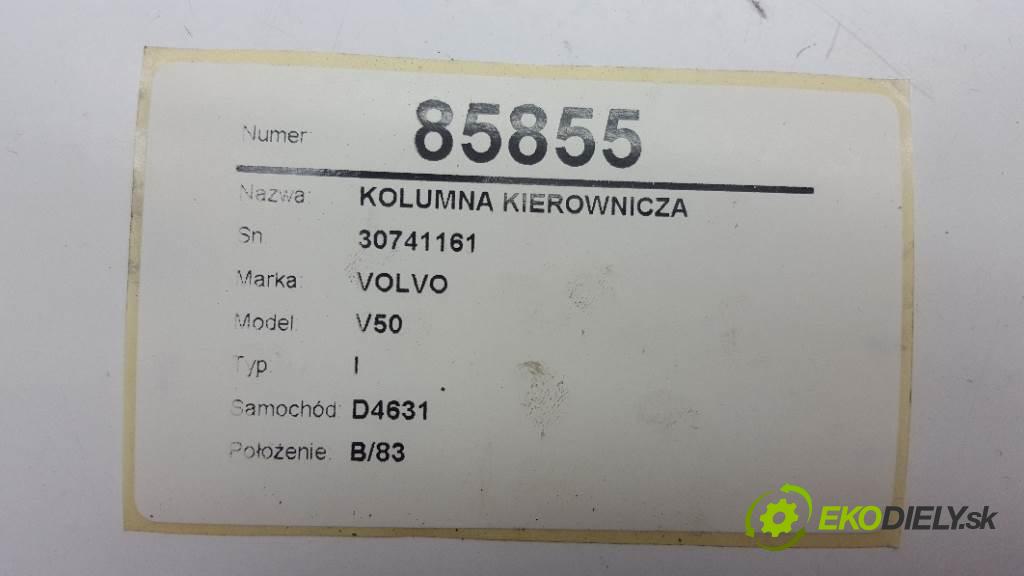 Numer: 85855
Nazwa: KOLUMNA KIEROWNICZA
Sn 30741161
Marka: VOLVO
Model: V50
Typ: I
Samochód: D4631
Położenie: B/83
EKODIELY.sk